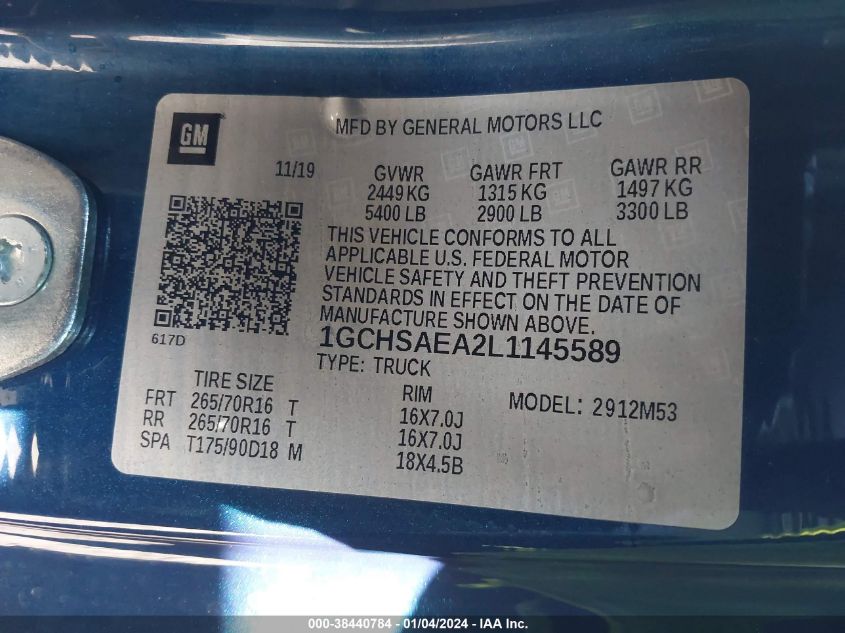 GM
MFD BY GENERAL MOTORS LLC
11/19 GVWR GAWR FRT GAWR RR
2449 KG 1315 KG 1497 KG
5400 LB 2900 LB 3300 LB
THIS VEHICLE CONFORMS TO ALL
APPLICABLE U.S. FEDERAL MOTOR
VEHICLE SAFETY AND THEFT PREVENTION
STANDARDS IN EFFECT ON THE DATE OF
MANUFACTURE SHOWN ABOVE.
617D
1GCHSAEA2L1145589
TYPE: TRUCK
TIRE SIZE RIM MODEL: 2912M53
FRT 265/70R16 T 16X7.0J
RR 265/70R16 T 16X7.0J
SPA T175/90D18 M 18X4.5B
000-38440784 - 01/04/2024 - IAA Inc.